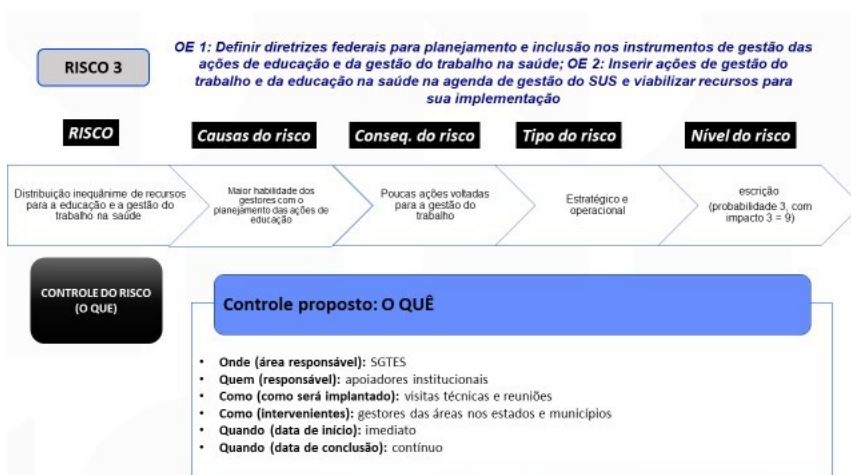 RISCO 3
OE 1: Definir diretrizes federais para planejamento e inclusão nos instrumentos de gestão das
ações de educação e da gestão do trabalho na saúde; OE 2: Inserir ações de gestão do
trabalho e da educação na saúde na agenda de gestão do SUS e viabilizar recursos para
sua implementação
RISCO
Causas do risco
Conseq. do risco
Tipo do risco
Nível do risco
Distribuição inequânime de recursos
para a educação e a gestão do
trabalho na saúde
Maior habilidade dos
gestores com o
planejamento das ações de
educação
Poucas ações voltadas
para a gestão do
trabalho
Estratégico e
operacional
escrição
(probabilidade 3, com
impacto 3 = 9)
CONTROLE DO RISCO
(O QUE)
Controle proposto: O QUÊ
• Onde (área responsável): SGTES
• Quem (responsável): apoiadores institucionais
• Como (como será implantado): visitas técnicas e reuniões
• Como (intervenientes): gestores das áreas nos estados e municípios
• Quando (data de início): imediato
• Quando (data de conclusão): contínuo